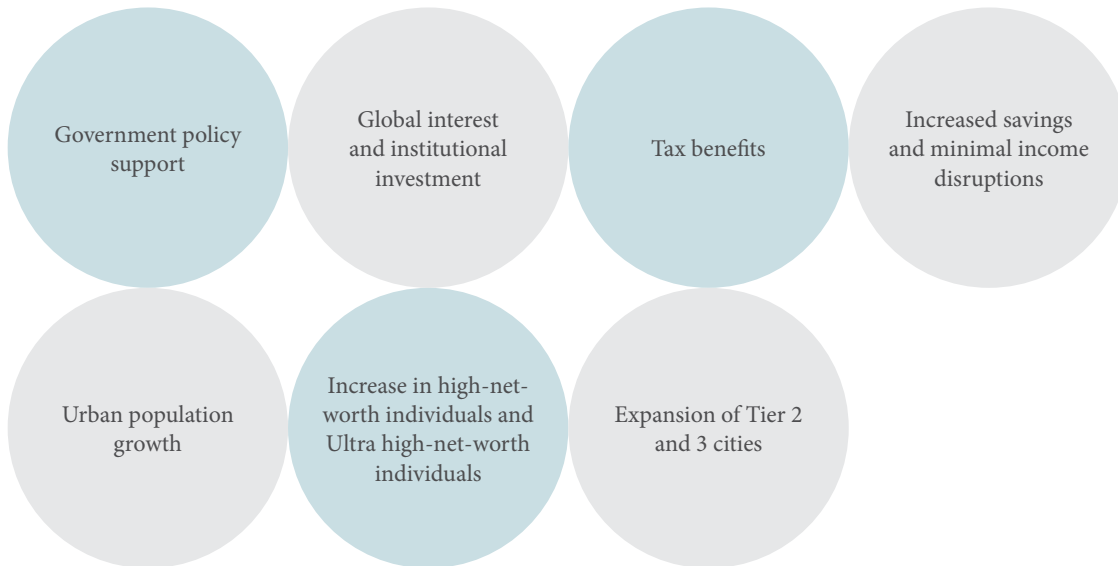 Government policy
support
Global interest
and institutional
investment
Tax benefits
Increased savings
and minimal income
disruptions
Urban population
growth
Increase in high-net-
worth individuals and
Ultra high-net-worth
individuals
Expansion of Tier 2
and 3 cities